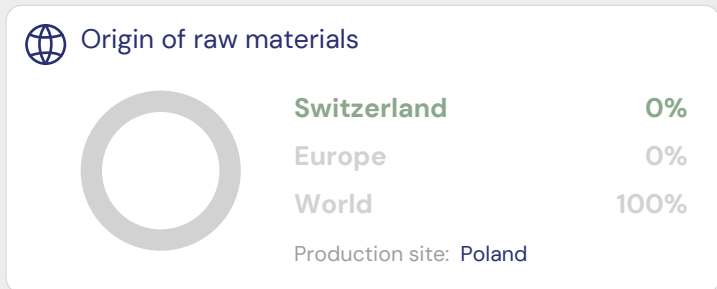 Origin of raw materials
Switzerland 0%
Europe 0%
World 100%
Production site: Poland